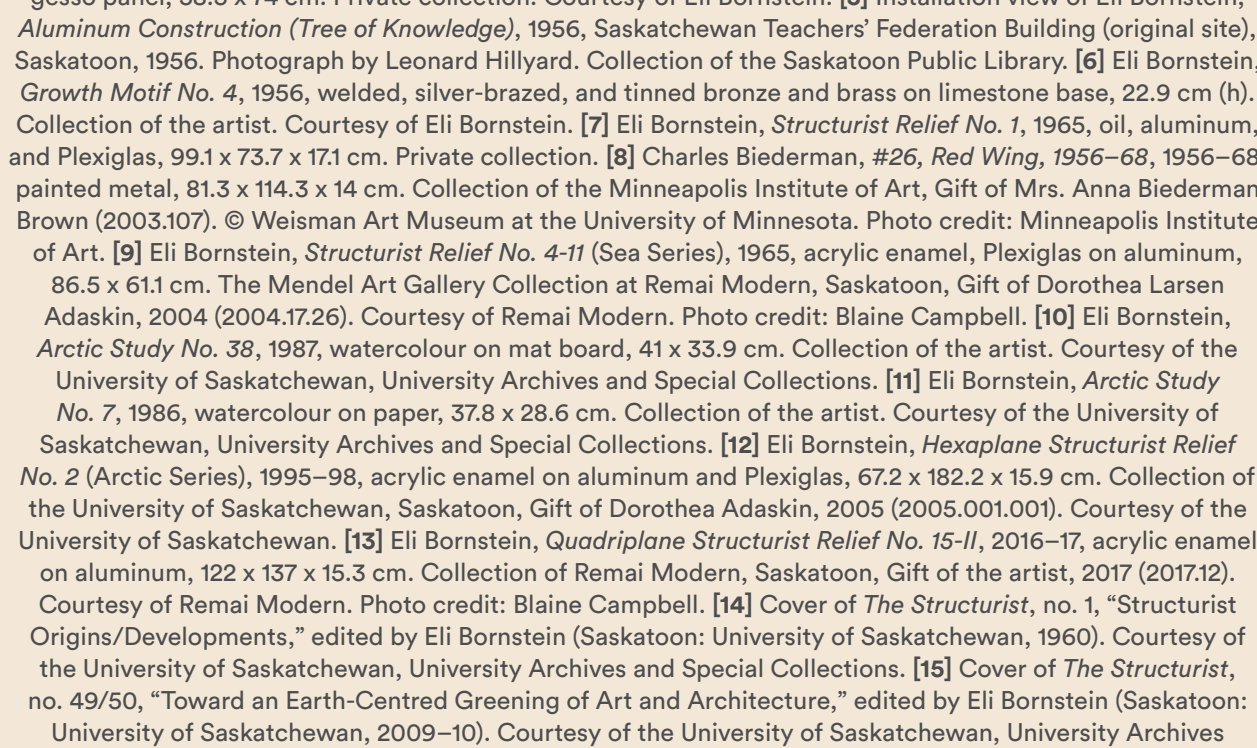 gesso panel, 33.3 x 74 cm. Private collection. Courtesy of Eli Bornstein. [5] Installation view of Eli Bornstein,
Aluminum Construction (Tree of Knowledge), 1956, Saskatchewan Teachers’ Federation Building (original site),
Saskatoon, 1956. Photograph by Leonard Hillyard. Collection of the Saskatoon Public Library. [6] Eli Bornstein,
Growth Motif No. 4, 1956, welded, silver-brazed, and tinned bronze and brass on limestone base, 22.9 cm (h).
Collection of the artist. Courtesy of Eli Bornstein. [7] Eli Bornstein, Structurist Relief No. 1, 1965, oil, aluminum,
and Plexiglas, 99.1 x 73.7 x 17.1 cm. Private collection. [8] Charles Biederman, #26, Red Wing, 1956–68, 1956–68
painted metal, 81.3 x 114.3 x 14 cm. Collection of the Minneapolis Institute of Art, Gift of Mrs. Anna Biederman
Brown (2003.107). © Weisman Art Museum at the University of Minnesota. Photo credit: Minneapolis Institute
of Art. [9] Eli Bornstein, Structurist Relief No. 4-11 (Sea Series), 1965, acrylic enamel, Plexiglas on aluminum,
86.5 x 61.1 cm. The Mendel Art Gallery Collection at Remai Modern, Saskatoon, Gift of Dorothea Larsen
Adaskin, 2004 (2004.17.26). Courtesy of Remai Modern. Photo credit: Blaine Campbell. [10] Eli Bornstein,
Arctic Study No. 38, 1987, watercolour on mat board, 41 x 33.9 cm. Collection of the artist. Courtesy of the
University of Saskatchewan, University Archives and Special Collections. [11] Eli Bornstein, Arctic Study
No. 7, 1986, watercolour on paper, 37.8 x 28.6 cm. Collection of the artist. Courtesy of the University of
Saskatchewan, University Archives and Special Collections. [12] Eli Bornstein, Hexaplane Structurist Relief
No. 2 (Arctic Series), 1995–98, acrylic enamel on aluminum and Plexiglas, 67.2 x 182.2 x 15.9 cm. Collection of
the University of Saskatchewan, Saskatoon, Gift of Dorothea Adaskin, 2005 (2005.001.001). Courtesy of the
University of Saskatchewan. [13] Eli Bornstein, Quadriplane Structurist Relief No. 15-II, 2016–17, acrylic enamel
on aluminum, 122 x 137 x 15.3 cm. Collection of Remai Modern, Saskatoon, Gift of the artist, 2017 (2017.12).
Courtesy of Remai Modern. Photo credit: Blaine Campbell. [14] Cover of The Structurist, no. 1, “Structurist
Origins/Developments,” edited by Eli Bornstein (Saskatoon: University of Saskatchewan, 1960). Courtesy of
the University of Saskatchewan, University Archives and Special Collections. [15] Cover of The Structurist,
no. 49/50, “Toward an Earth-Centred Greening of Art and Architecture,” edited by Eli Bornstein (Saskatoon:
University of Saskatchewan, 2009–10). Courtesy of the University of Saskatchewan, University Archives